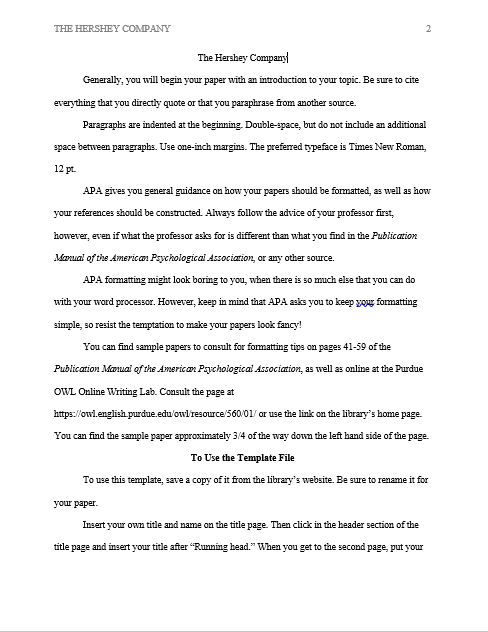 THE HERSHEY COMPANY 2
The Hershey Company
Generally, you will begin your paper with an introduction to your topic. Be sure to cite
everything that you directly quote or that you paraphrase from another source.
Paragraphs are indented at the beginning. Double-space, but do not include an additional
space between paragraphs. Use one-inch margins. The preferred typeface is Times New Roman,
12 pt.
APA gives you general guidance on how your papers should be formatted, as well as how
your references should be constructed. Always follow the advice of your professor first,
however, even if what the professor asks for is different than what you find in the Publication
Manual of the American Psychological Association, or any other source.
APA formatting might look boring to you, when there is so much else that you can do
with your word processor. However, keep in mind that APA asks you to keep your formatting
simple, so resist the temptation to make your papers look fancy!
You can find sample papers to consult for formatting tips on pages 41-59 of the
Publication Manual of the American Psychological Association, as well as online at the Purdue
OWL Online Writing Lab. Consult the page at
https://owl.english.purdue.edu/owl/resource/560/01/ or use the link on the library's home page.
You can find the sample paper approximately 3/4 of the way down the left hand side of the page.
To Use the Template File
To use this template, save a copy of it from the library's website. Be sure to rename it for
your paper.
Insert your own title and name on the title page. Then click in the header section of the
title page and insert your title after “Running head.” When you get to the second page, put your